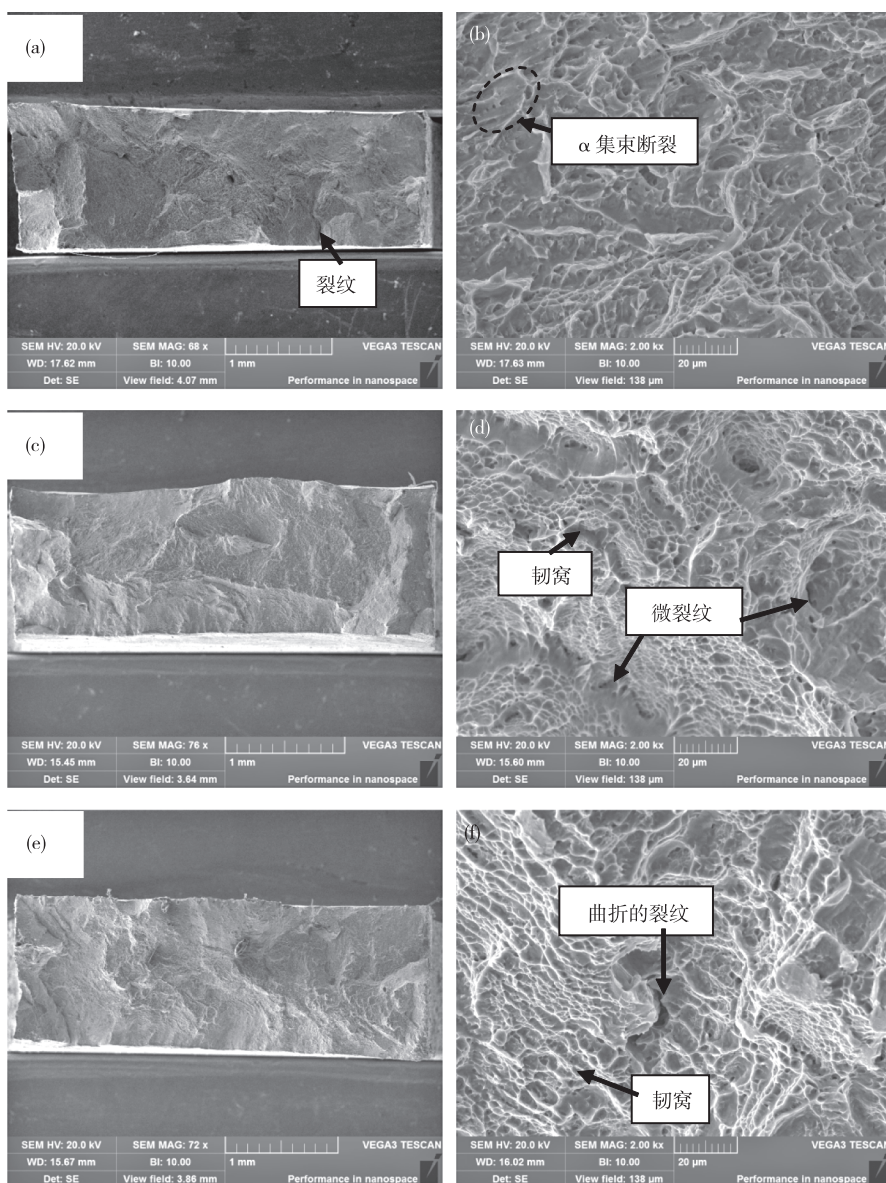 (a)
裂纹
SEM HV: 20.0 kV SEM MAG: 68 x VEGA3 TESCAN
WD: 17.62 mm BI: 10.00 1 mm
Det: SE View field: 4.07 mm Performance in nanospace
(b)
α集束断裂
SEM HV: 20.0 kV SEM MAG: 2.00 kx VEGA3 TESCAN
WD: 17.63 mm BI: 10.00 20 µm
Det: SE View field: 138 µm Performance in nanospace
(c)
SEM HV: 20.0 kV SEM MAG: 76 x VEGA3 TESCAN
WD: 15.45 mm BI: 10.00 1 mm
Det: SE View field: 3.64 mm Performance in nanospace
(d)
韧窝
微裂纹
SEM HV: 20.0 kV SEM MAG: 2.00 kx VEGA3 TESCAN
WD: 15.60 mm BI: 10.00 20 µm
Det: SE View field: 138 µm Performance in nanospace
(e)
SEM HV: 20.0 kV SEM MAG: 72 x VEGA3 TESCAN
WD: 15.67 mm BI: 10.00 1 mm
Det: SE View field: 3.86 mm Performance in nanospace
(f)
曲折的裂纹
韧窝
SEM HV: 20.0 kV SEM MAG: 2.00 kx VEGA3 TESCAN
WD: 16.02 mm BI: 10.00 20 µm
Det: SE View field: 138 µm Performance in nanospace